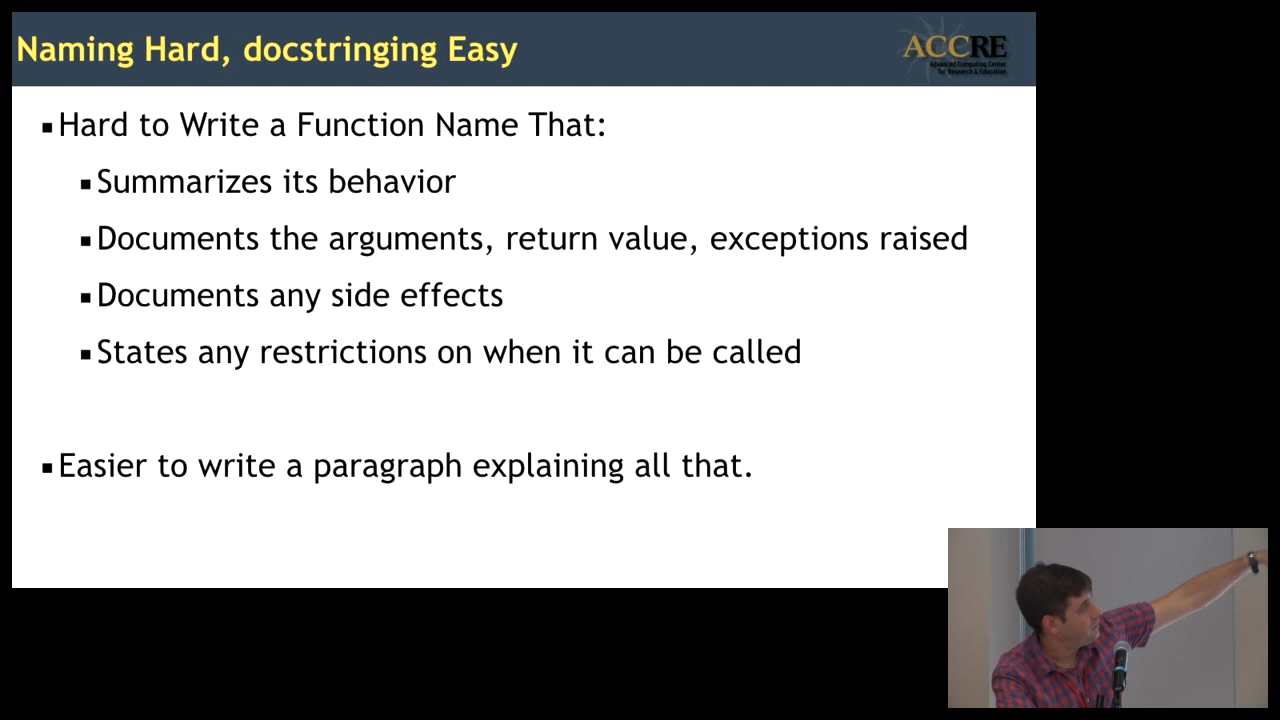 Naming Hard, docstringing Easy
ACCRE
Advanced Computing Center
for Research & Education
▪Hard to Write a Function Name That:
▪Summarizes its behavior
▪Documents the arguments, return value, exceptions raised
▪Documents any side effects
▪States any restrictions on when it can be called
▪Easier to write a paragraph explaining all that.